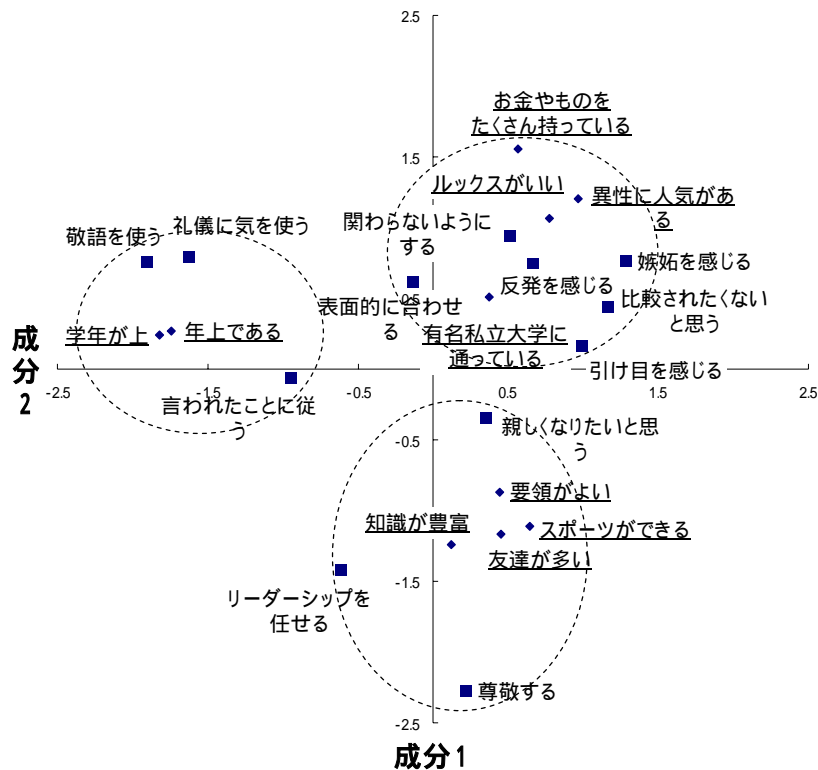 2.5
お金やものを
たくさん持っている
1.5
ルックスがいい
異性に人気があ
る
関わらないように
する
敬語を使う
礼儀に気を使う
嫉妬を感じる
反発を感じる
0.5
比較されたくない
と思う
表面的に合わせ
る
学年が上
年上である
有名私立大学に
通っている
成
分
2
引け目を感じる
-2.5
-1.5
-0.5
0.5
1.5
2.5
言われたことに従
う
親しくなりたいと思
う
-0.5
要領がよい
知識が豊富
スポーツができる
友達が多い
-1.5
リーダーシップを
任せる
尊敬する
-2.5
成分1